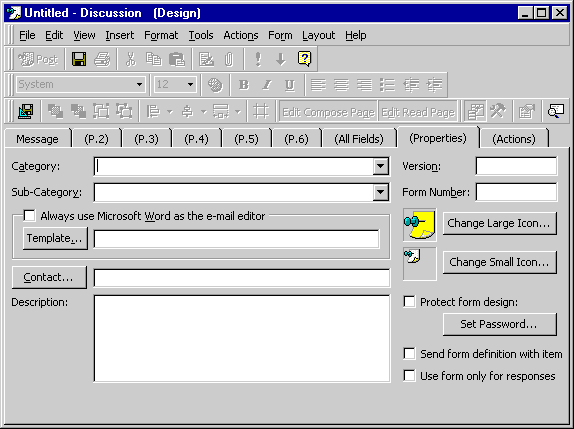 Untitled - Discussion (Design)
File Edit View Insert Format Tools Actions Form Layout Help
Post
System 12 B I U
Edit Compose Page Edit Read Page
Message (P.2) (P.3) (P.4) (P.5) (P.6) (All Fields) (Properties) (Actions)
Category: Version:
Sub-Category: Form Number:
Always use Microsoft Word as the e-mail editor
Template... Change Large Icon...
Change Small Icon...
Contact...
Description: Protect form design:
Set Password...
Send form definition with item
Use form only for responses